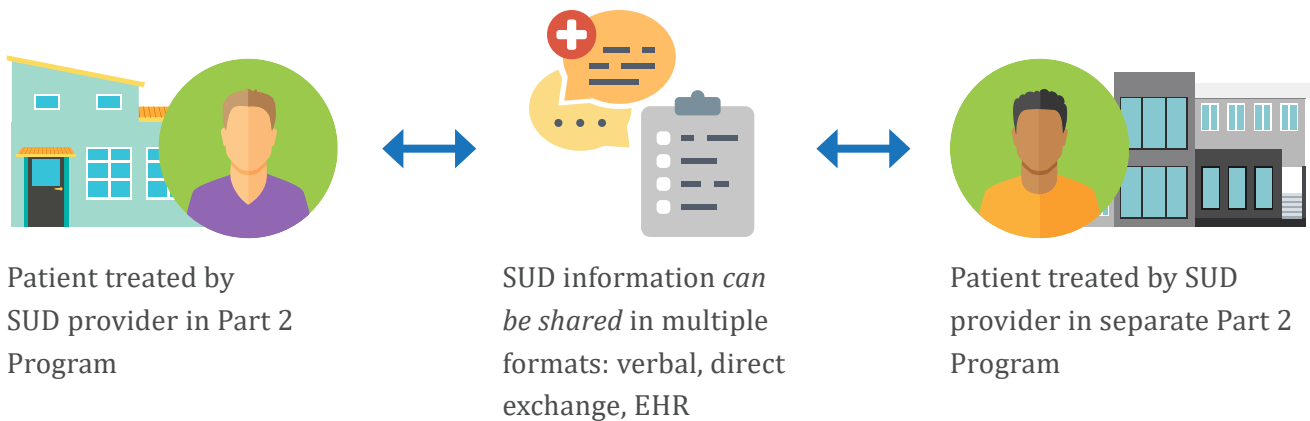 Patient treated by
SUD provider in Part 2
Program
SUD information can
be shared in multiple
formats: verbal, direct
exchange, EHR
Patient treated by SUD
provider in separate Part 2
Program